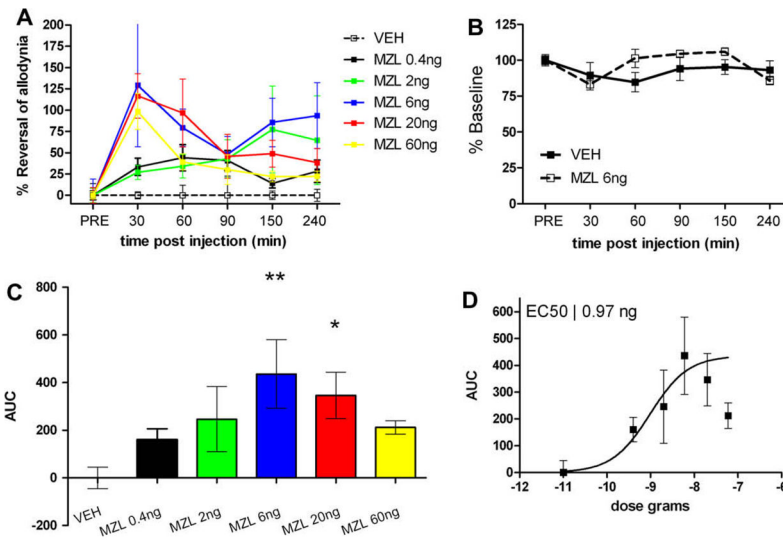 A
% Reversal of allodynia
200
175
150
125
100
75
50
25
0
PRE 30 60 90 150 240
time post injection (min)
VEH
MZL 0.4ng
MZL 2ng
MZL 6ng
MZL 20ng
MZL 60ng
B
% Baseline
125
100
75
50
25
0
PRE 30 60 90 150 240
time post injection (min)
VEH
MZL 6ng
C
AUC
800
600
400
200
0
-200
**
*
VEH MZL 0.4ng MZL 2ng MZL 6ng MZL 20ng MZL 60ng
D
EC50 | 0.97 ng
AUC
600
500
400
300
200
100
0
-12 -11 -10 -9 -8 -7 -6
dose grams